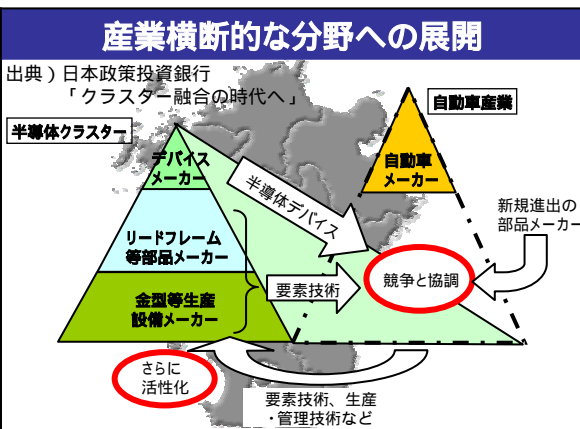 産業横断的な分野への展開
出典）日本政策投資銀行
「クラスター融合の時代へ」
半導体クラスター
自動車産業
デバイス
メーカー
自動車
メーカー
半導体デバイス
新規進出の
部品メーカー
リードフレーム
等部品メーカー
要素技術
競争と協調
金型等生産
設備メーカー
さらに
活性化
要素技術、生産
・管理技術など